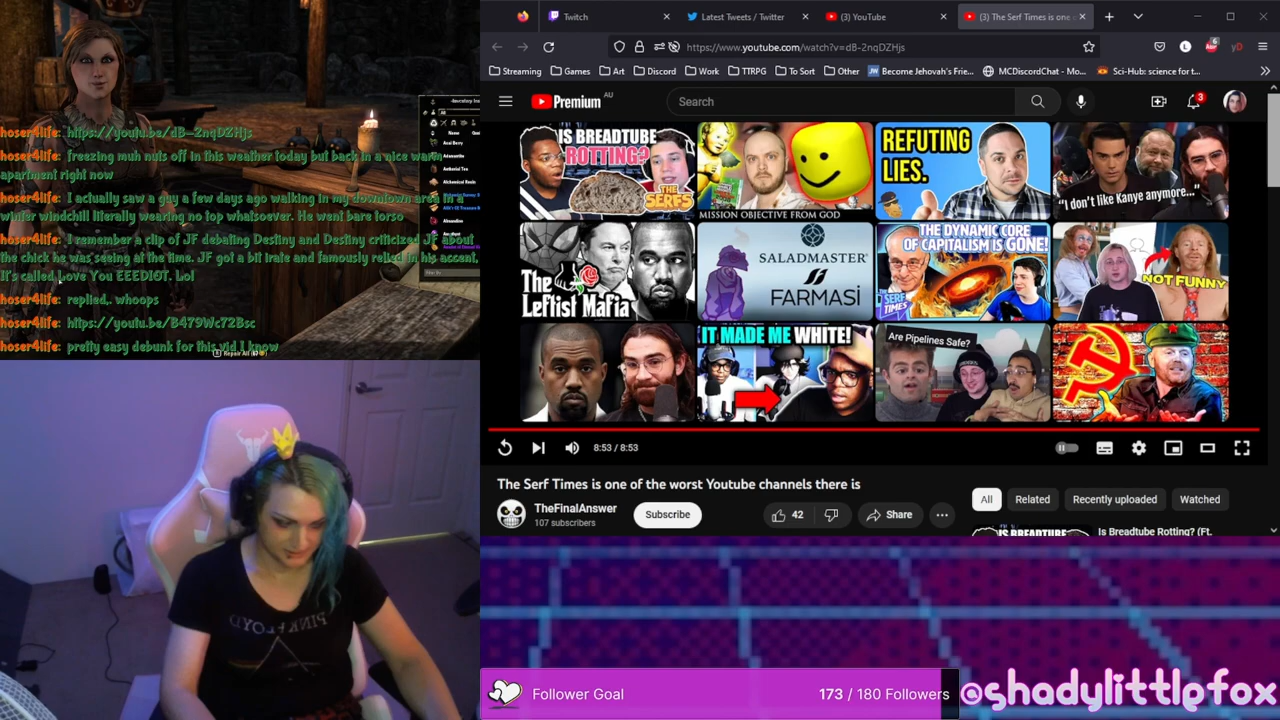 hoser4life: https://youtu.be/dB-2nqDZHjs
hoser4life: freezing muh nuts off in this weather today but back in a nice warm
apartment right now
hoser4life: I actually saw a guy a few days ago walking in my downtown area in a
winter windchill literally wearing no top whatsoever. He went bare torso
hoser4life: I remember a clip of JF debating Destiny and Destiny criticized JF about
the chick he was seeing at the time. JF got a bit irate and famously relied in his accent,
It's called Love You EEEDIOT. Lol
hoser4life: replied,. whoops
hoser4life: https://youtu.be/B479Wc72Bsc
hoser4life: pretty easy debunk for this vid I know
Repair All
PINK FLOYD
Twitch
Latest Tweets / Twitter
(3) YouTube
(3) The Serf Times is one
https://www.youtube.com/watch?v=dB-2nqDZHjs
Streaming
Games
Art
Discord
Work
TTRPG
To Sort
Other
Become Jehovah's Frie...
MCDiscordChat - Mo...
Sci-Hub: science for t...
Premium AU
Search
3
IS BREADTUBE
ROTTING?
THE
SERFS
MISSION OBJECTIVE FROM GOD
REFUTING
LIES.
"I don't like Kanye anymore..."
The
Leftist Mafia
SALADMASTER
FARMASi
THE DYNAMIC CORE
OF CAPITALISM IS GONE!
SERF
TIMES
NOT FUNNY
IT MADE ME WHITE!
Are Pipelines Safe?
8:53 / 8:53
The Serf Times is one of the worst Youtube channels there is
TheFinalAnswer
107 subscribers
Subscribe
42
Share
All
Related
Recently uploaded
Watched
IS BREADTUBE
Is Breadtube Rotting? (Ft.
Follower Goal
173 / 180 Followers
@shadylittlefox